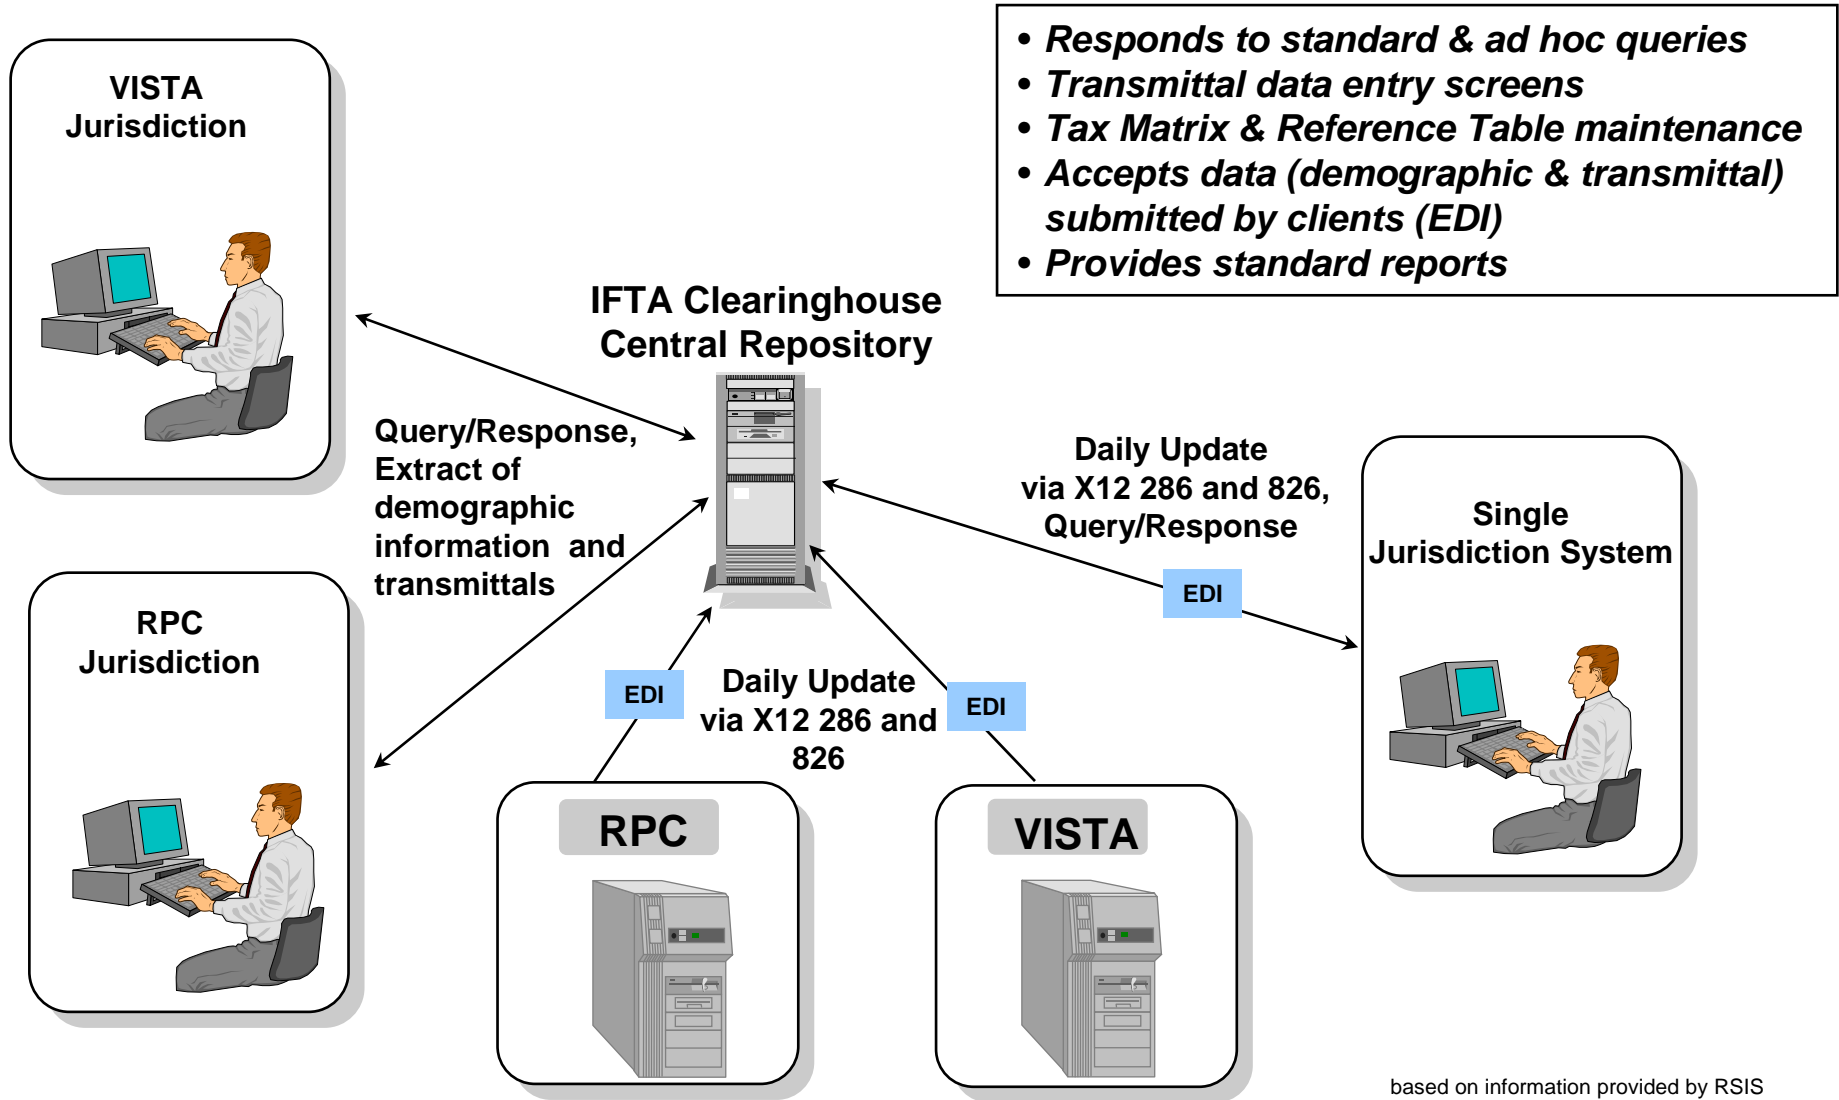 • Responds to standard & ad hoc queries
• Transmittal data entry screens
• Tax Matrix & Reference Table maintenance
• Accepts data (demographic & transmittal)
submitted by clients (EDI)
• Provides standard reports
VISTA
Jurisdiction
IFTA Clearinghouse
Central Repository
Query/Response,
Extract of
demographic
information and
transmittals
Daily Update
via X12 286 and 826,
Query/Response
EDI
Single
Jurisdiction System
RPC
Jurisdiction
EDI
Daily Update
via X12 286 and
826
EDI
RPC
VISTA
based on information provided by RSIS